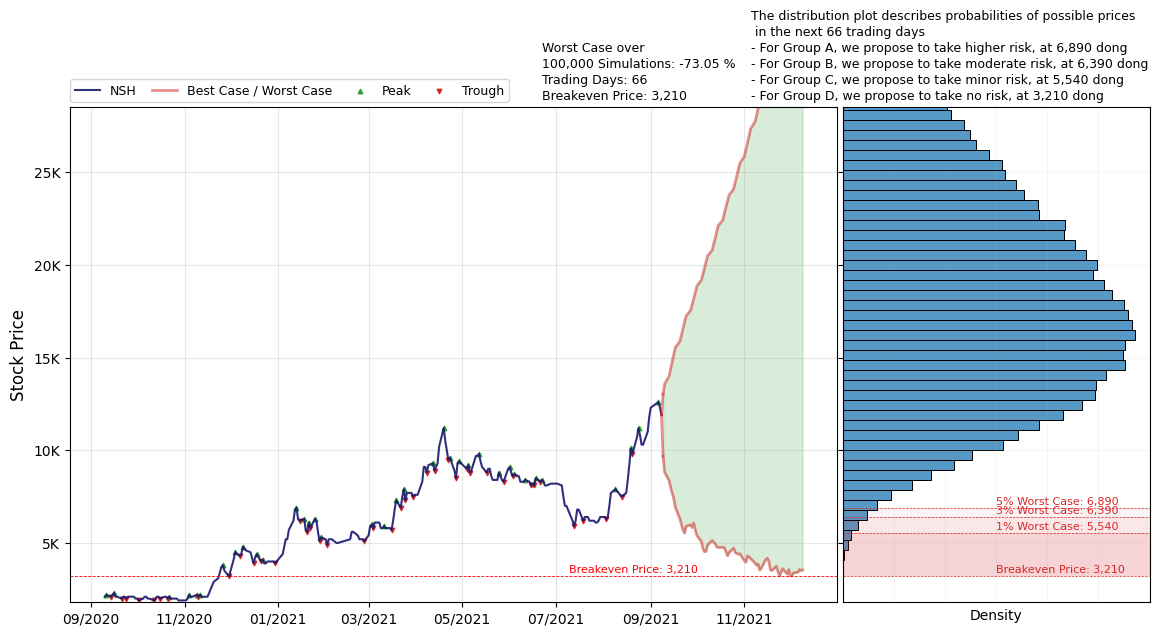 The distribution plot describes probabilities of possible prices
in the next 66 trading days
- For Group A, we propose to take higher risk, at 6,890 dong
- For Group B, we propose to take moderate risk, at 6,390 dong
- For Group C, we propose to take minor risk, at 5,540 dong
- For Group D, we propose to take no risk, at 3,210 dong
Worst Case over
100,000 Simulations: -73.05 %
Trading Days: 66
Breakeven Price: 3,210
NSH
Best Case / Worst Case
Peak
Trough
Stock Price
25K
20K
15K
10K
5K
Breakeven Price: 3,210
09/2020
11/2020
01/2021
03/2021
05/2021
07/2021
09/2021
11/2021
5% Worst Case: 6,890
3% Worst Case: 6,390
1% Worst Case: 5,540
Breakeven Price: 3,210
Density